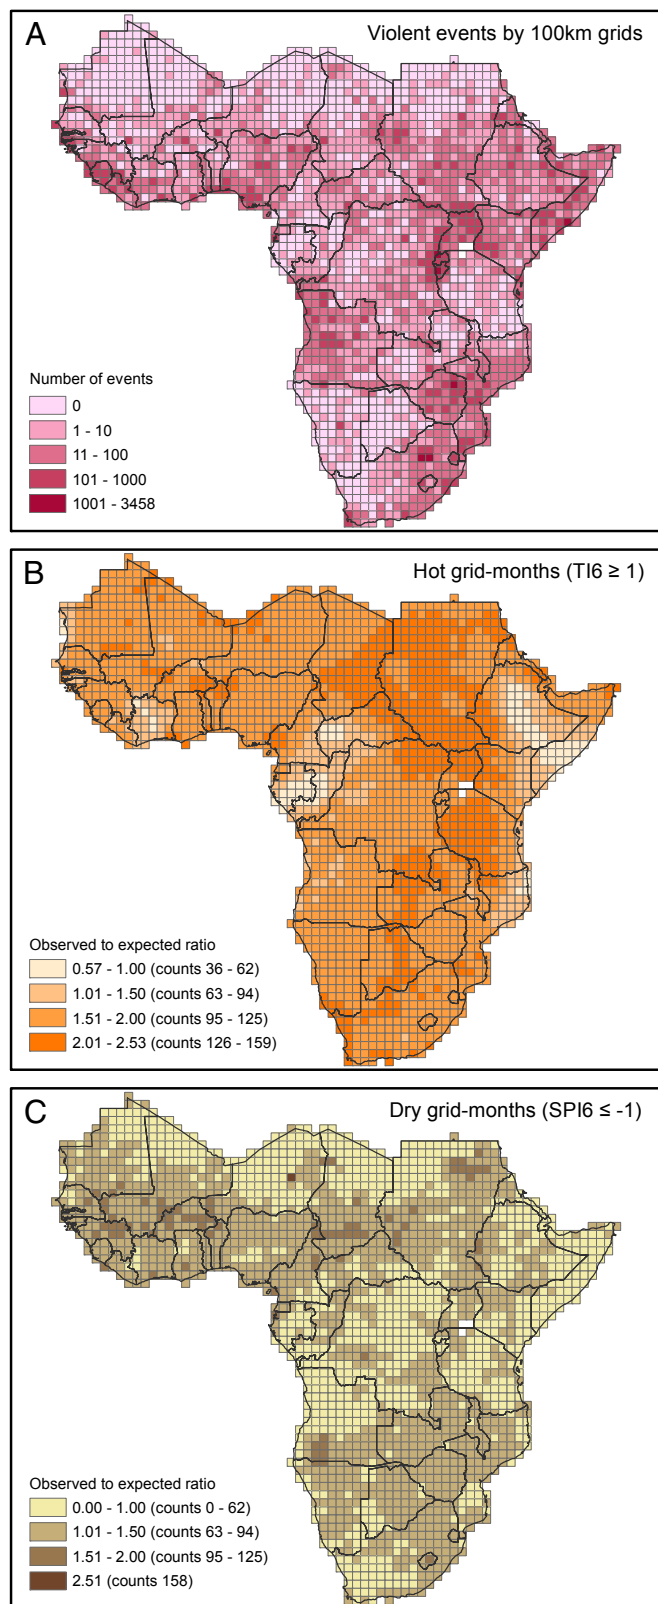 A
Violent events by 100km grids
Number of events
0
1 - 10
11 - 100
101 - 1000
1001 - 3458
B
Hot grid-months (TI6 ≥ 1)
Observed to expected ratio
0.57 - 1.00 (counts 36 - 62)
1.01 - 1.50 (counts 63 - 94)
1.51 - 2.00 (counts 95 - 125)
2.01 - 2.53 (counts 126 - 159)
C
Dry grid-months (SPI6 ≤ -1)
Observed to expected ratio
0.00 - 1.00 (counts 0 - 62)
1.01 - 1.50 (counts 63 - 94)
1.51 - 2.00 (counts 95 - 125)
2.51 (counts 158)